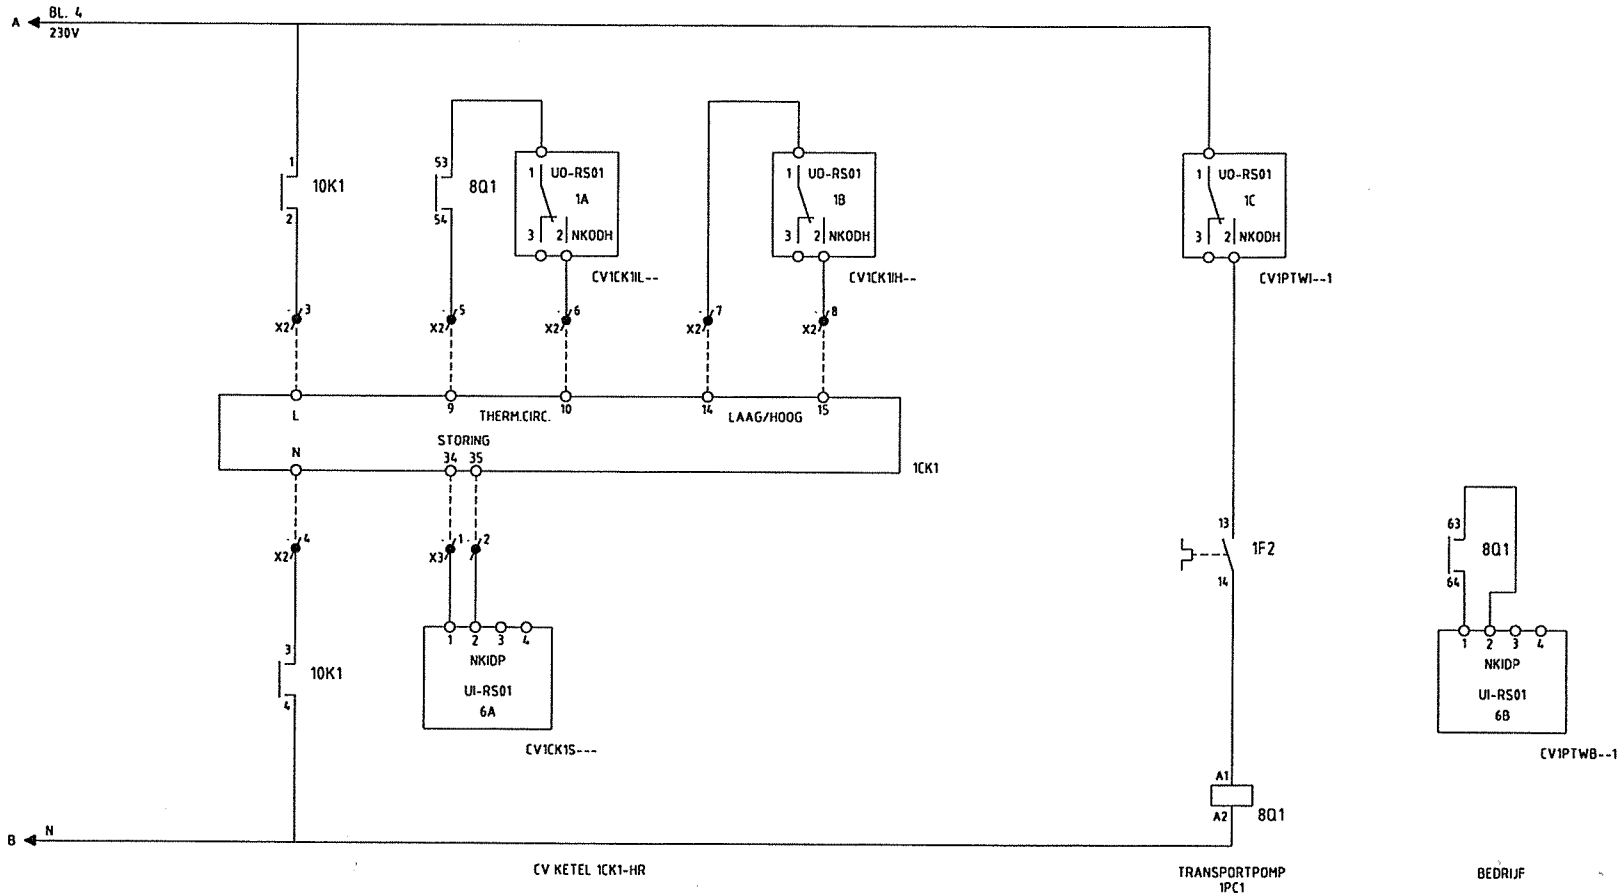 BL. 4
A
230V
1
10K1
2
53
8Q1
54
1 UO-RS01
1A
3 2 NKODH
CV1CK1IL--
1 UO-RS01
1B
3 2 NKODH
CV1CK1IH--
1 UO-RS01
1C
3 2 NKODH
CV1PTWI--1
X2 3
X2 5
X2 6
X2 7
X2 8
L
9
THERM.CIRC.
10
14
LAAG/HOOG
15
STORING
N
34 35
1CK1
X2 4
X3 1
2
13
1F2
14
63
8Q1
64
3
10K1
4
1 2 3 4
NKIDP
UI-RS01
6A
CV1CK1S---
1 2 3 4
NKIDP
UI-RS01
6B
CV1PTWB--1
A1
A2
8Q1
B
N
CV KETEL 1CK1-HR
TRANSPORTPOMP
1PC1
BEDRIJF